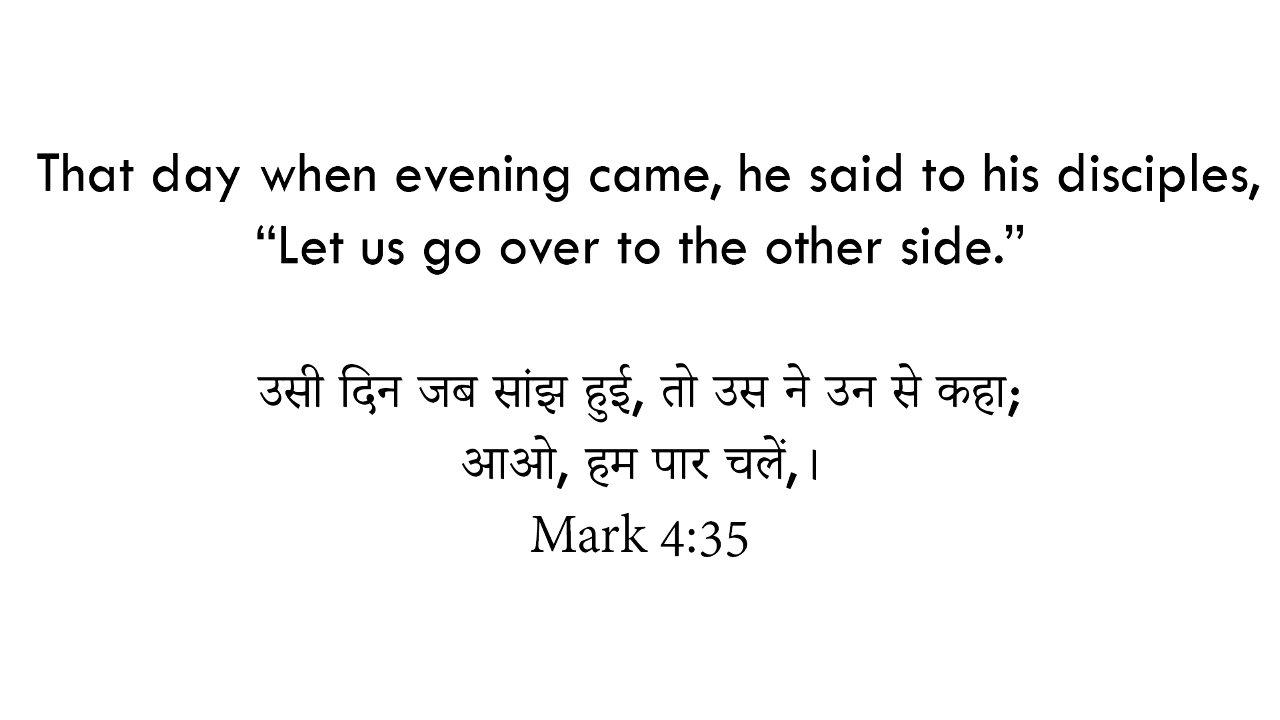 That day when evening came, he said to his disciples,
“Let us go over to the other side.”
उसी दिन जब सांझ हुई, तो उस ने उन से कहा;
आओ, हम पार चलें,।
Mark 4:35